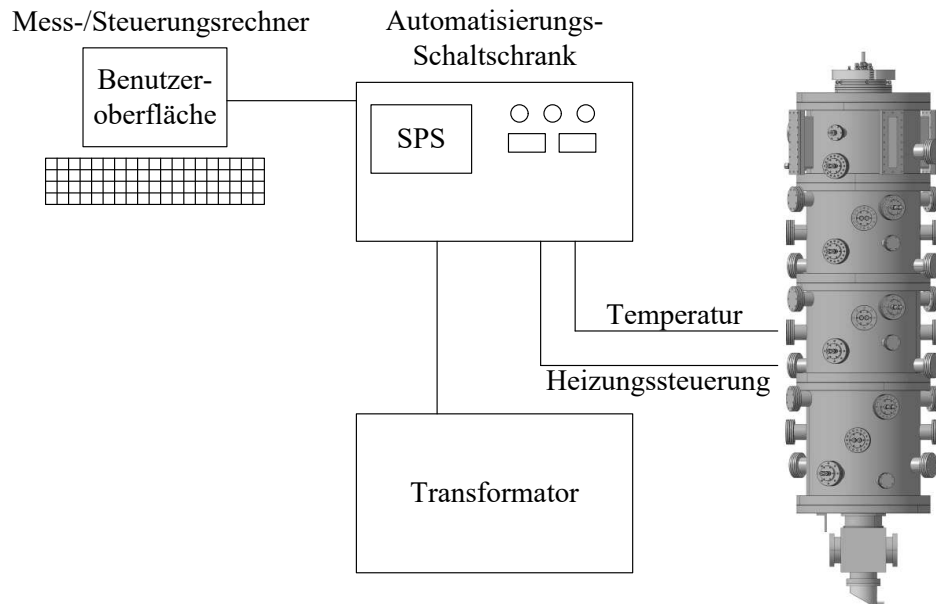 Mess-/Steuerungsrechner
Benutzer-
oberfläche
Automatisierungs-
Schaltschrank
SPS
Temperatur
Heizungssteuerung
Transformator